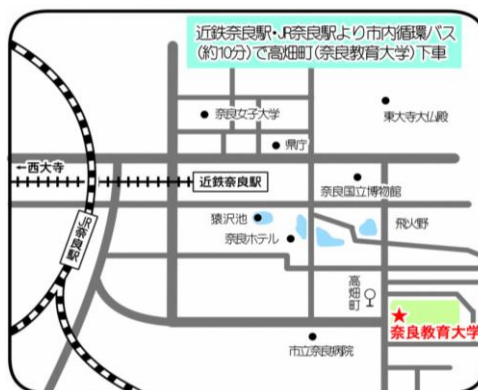 近鉄奈良駅・JR奈良駅より市内循環バス
(約10分)で高畑町(奈良教育大学)下車
奈良女子大学
東大寺大仏殿
県庁
←西大寺
近鉄奈良駅
奈良国立博物館
JR奈良駅
猿沢池
飛火野
奈良ホテル
高畑町
奈良教育大学
市立奈良病院